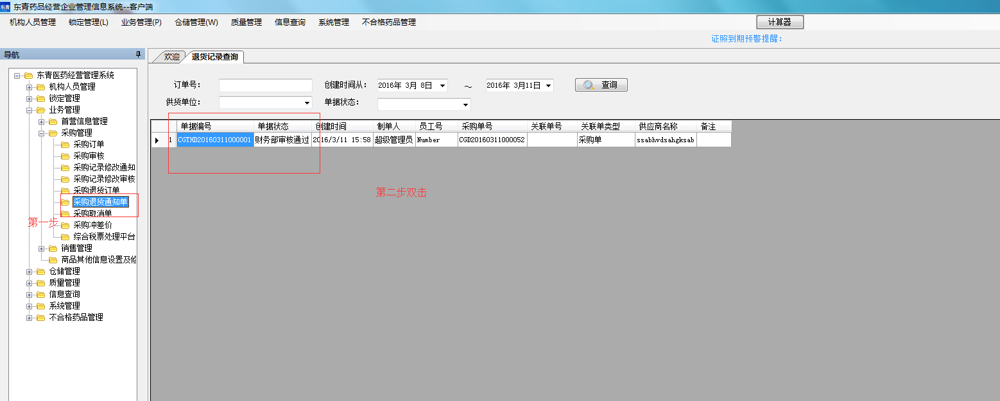 东青 东青药品经营企业管理信息系统--客户端
机构人员管理 锁定管理(L) 业务管理(P) 仓储管理(W) 质量管理 信息查询 系统管理 不合格药品管理 计算器
证照到期预警提醒：
导航
东青医药经营管理系统
机构人员管理
锁定管理
业务管理
首营信息管理
采购管理
采购订单
采购审核
采购记录修改通知
采购记录修改审核
采购退货订单
采购退货通知单
采购取消单
第一步
采购冲差价
综合税票处理平台
销售管理
商品其他信息设置及修
仓储管理
质量管理
信息查询
系统管理
不合格药品管理
欢迎 退货记录查询
订单号： 创建时间从： 2016年 3月 8日 ～ 2016年 3月11日 查询
供货单位： 单据状态：
单据编号 单据状态 创建时间 制单人 员工号 采购单号 关联单号 关联单类型 供应商名称 备注
1 CGTHD20160311000001 财务部审核通过 2016/3/11 15:58 超级管理员 Number CGD20160311000052 采购单 ssabhvdsahgksab
第二步双击